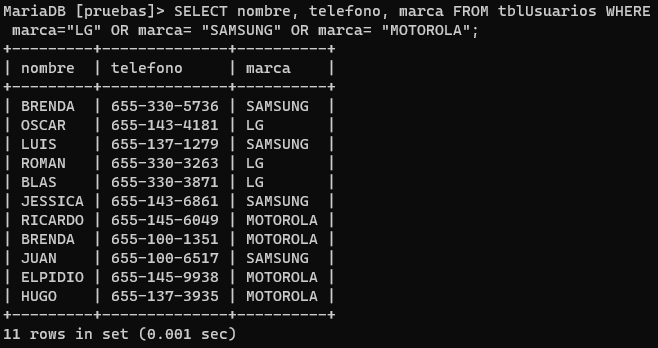 MariaDB [pruebas]> SELECT nombre, telefono, marca FROM tblUsuarios WHERE
 marca="LG" OR marca= "SAMSUNG" OR marca= "MOTOROLA";
+---------+--------------+----------+
| nombre  | telefono     | marca    |
+---------+--------------+----------+
| BRENDA  | 655-330-5736 | SAMSUNG  |
| OSCAR   | 655-143-4181 | LG       |
| LUIS    | 655-137-1279 | SAMSUNG  |
| ROMAN   | 655-330-3263 | LG       |
| BLAS    | 655-330-3871 | LG       |
| JESSICA | 655-143-6861 | SAMSUNG  |
| RICARDO | 655-145-6049 | MOTOROLA |
| BRENDA  | 655-100-1351 | MOTOROLA |
| JUAN    | 655-100-6517 | SAMSUNG  |
| ELPIDIO | 655-145-9938 | MOTOROLA |
| HUGO    | 655-137-3935 | MOTOROLA |
+---------+--------------+----------+
11 rows in set (0.001 sec)